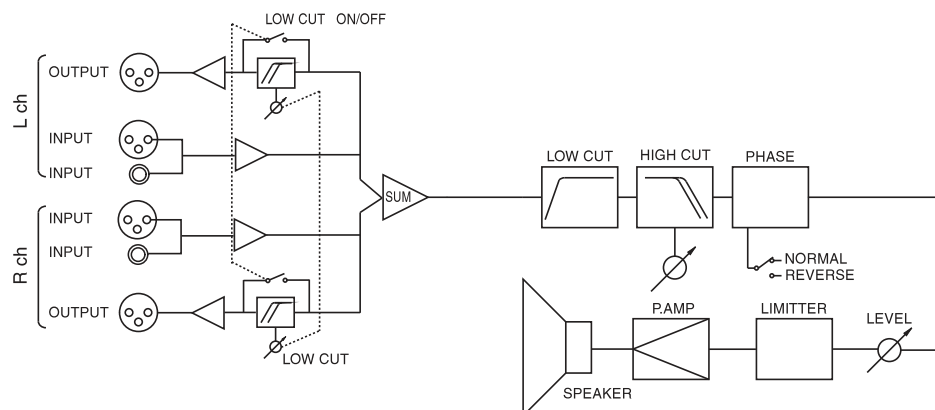 LOW CUT ON/OFF
L ch
OUTPUT
INPUT
INPUT
R ch
INPUT
INPUT
OUTPUT
LOW CUT
SUM
LOW CUT
HIGH CUT
PHASE
NORMAL
REVERSE
SPEAKER
P.AMP
LIMITTER
LEVEL